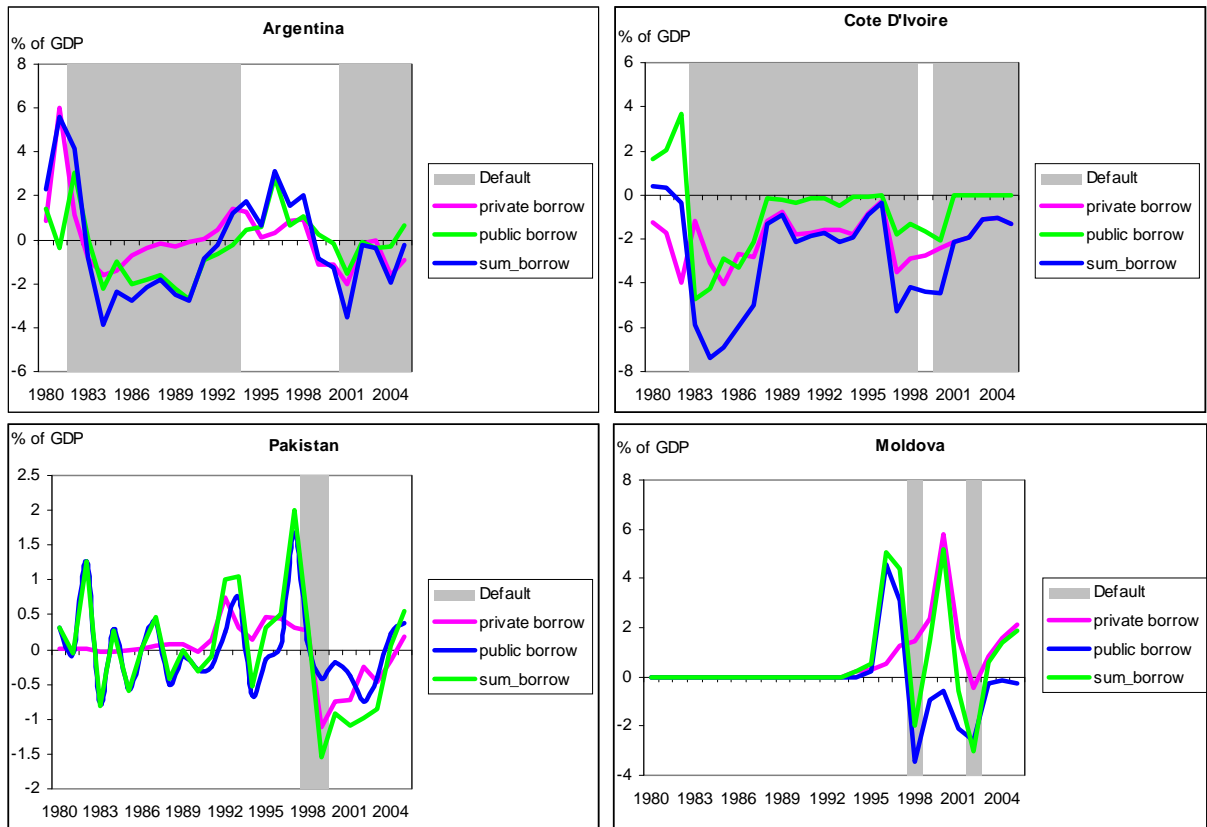 Argentina
% of GDP
8
6
4
2
0
-2
-4
-6
1980 1983 1986 1989 1992 1995 1998 2001 2004
Default
private borrow
public borrow
sum_borrow
Cote D'Ivoire
% of GDP
6
4
2
0
-2
-4
-6
-8
1980 1983 1986 1989 1992 1995 1998 2001 2004
Default
private borrow
public borrow
sum_borrow
Pakistan
% of GDP
2.5
2
1.5
1
0.5
0
-0.5
-1
-1.5
-2
1980 1983 1986 1989 1992 1995 1998 2001 2004
Default
private borrow
public borrow
sum_borrow
Moldova
% of GDP
8
6
4
2
0
-2
-4
1980 1983 1986 1989 1992 1995 1998 2001 2004
Default
private borrow
public borrow
sum_borrow